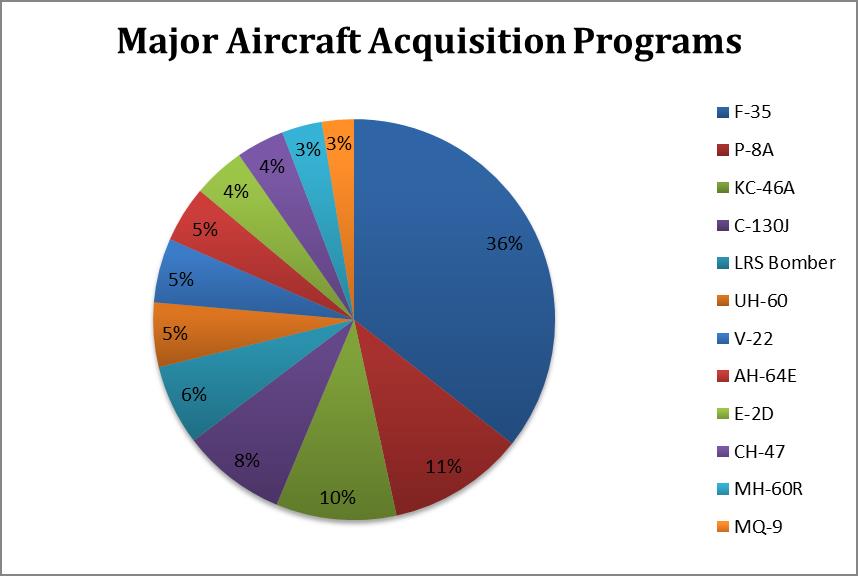 Major Aircraft Acquisition Programs
36%
11%
10%
8%
6%
5%
5%
5%
4%
4%
3%
3%
F-35
P-8A
KC-46A
C-130J
LRS Bomber
UH-60
V-22
AH-64E
E-2D
CH-47
MH-60R
MQ-9